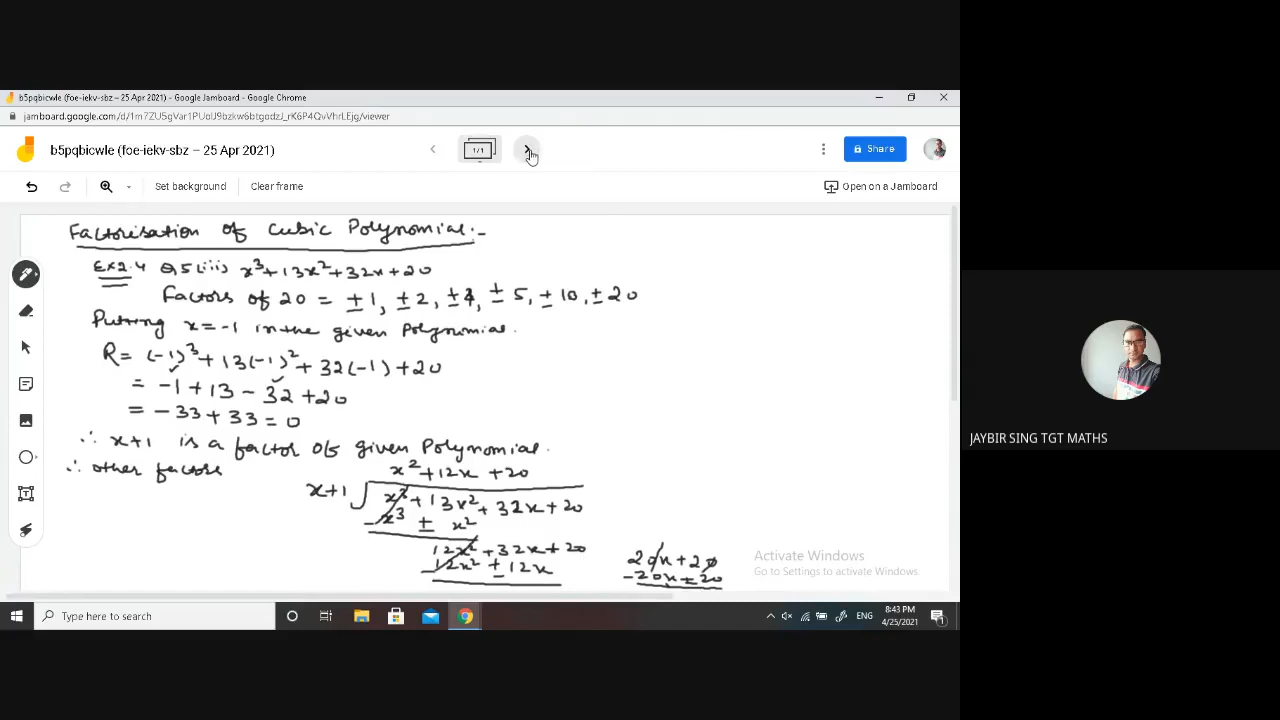 b5pqbicwle (foe-iekv-sbz – 25 Apr 2021) - Google Jamboard - Google Chrome
jamboard.google.com/d/1m7ZU5gVar1PUoIJ9bzkw6btgodzJ_rK6P4QvVhrLEjg/viewer
b5pqbicwle (foe-iekv-sbz – 25 Apr 2021)
1/1
Share
Set background
Clear frame
Open on a Jamboard
Factorisation of Cubic Polynomial:-
Ex 2.4 Q5(iii) x³+13x²+32x+20
Factors of 20 = ±1, ±2, ±4, ±5, ±10, ±20
Putting x=-1 in the given Polynomial.
R= (-1)³+13(-1)²+32(-1)+20
= -1+13-32+20
= -33+33=0
∴ x+1 is a factor of given Polynomial.
∴ other factors
x²+12x+20
x+1 x³+13x²+32x+20
-x³ ± x²
12x²+32x+20
-12x² ± 12x
20x+20
-20x±20
Activate Windows
Go to Settings to activate Windows.
JAYBIR SING TGT MATHS
Type here to search
ENG
8:43 PM
4/25/2021
1